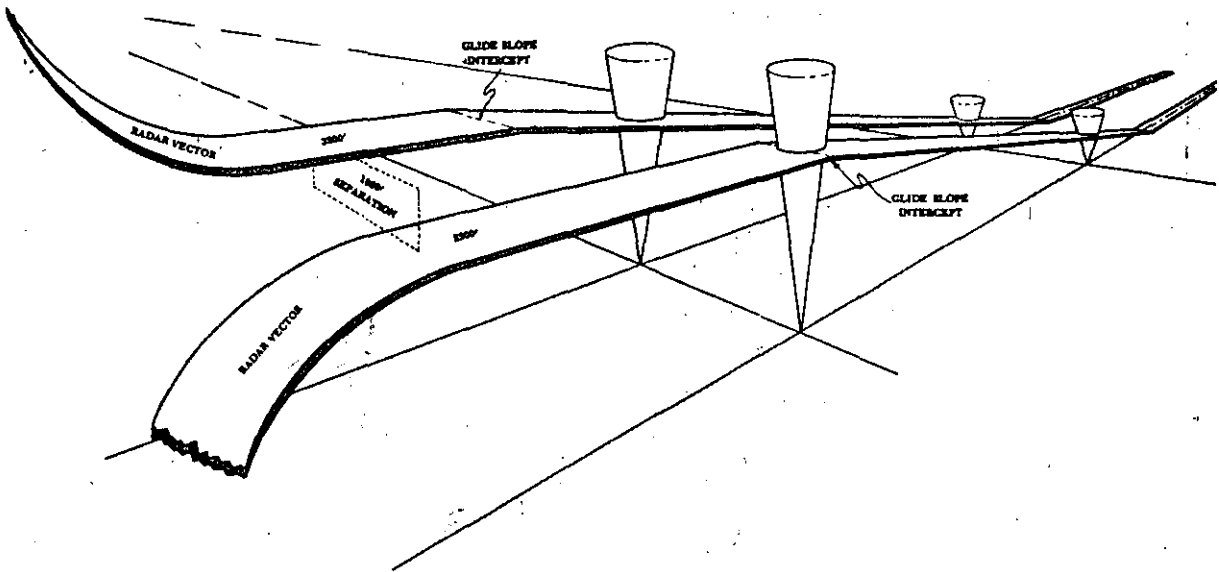 GLIDE SLOPE
INTERCEPT
RADAR VECTOR
1000'
SEPARATION
GLIDE SLOPE
INTERCEPT
RADAR VECTOR